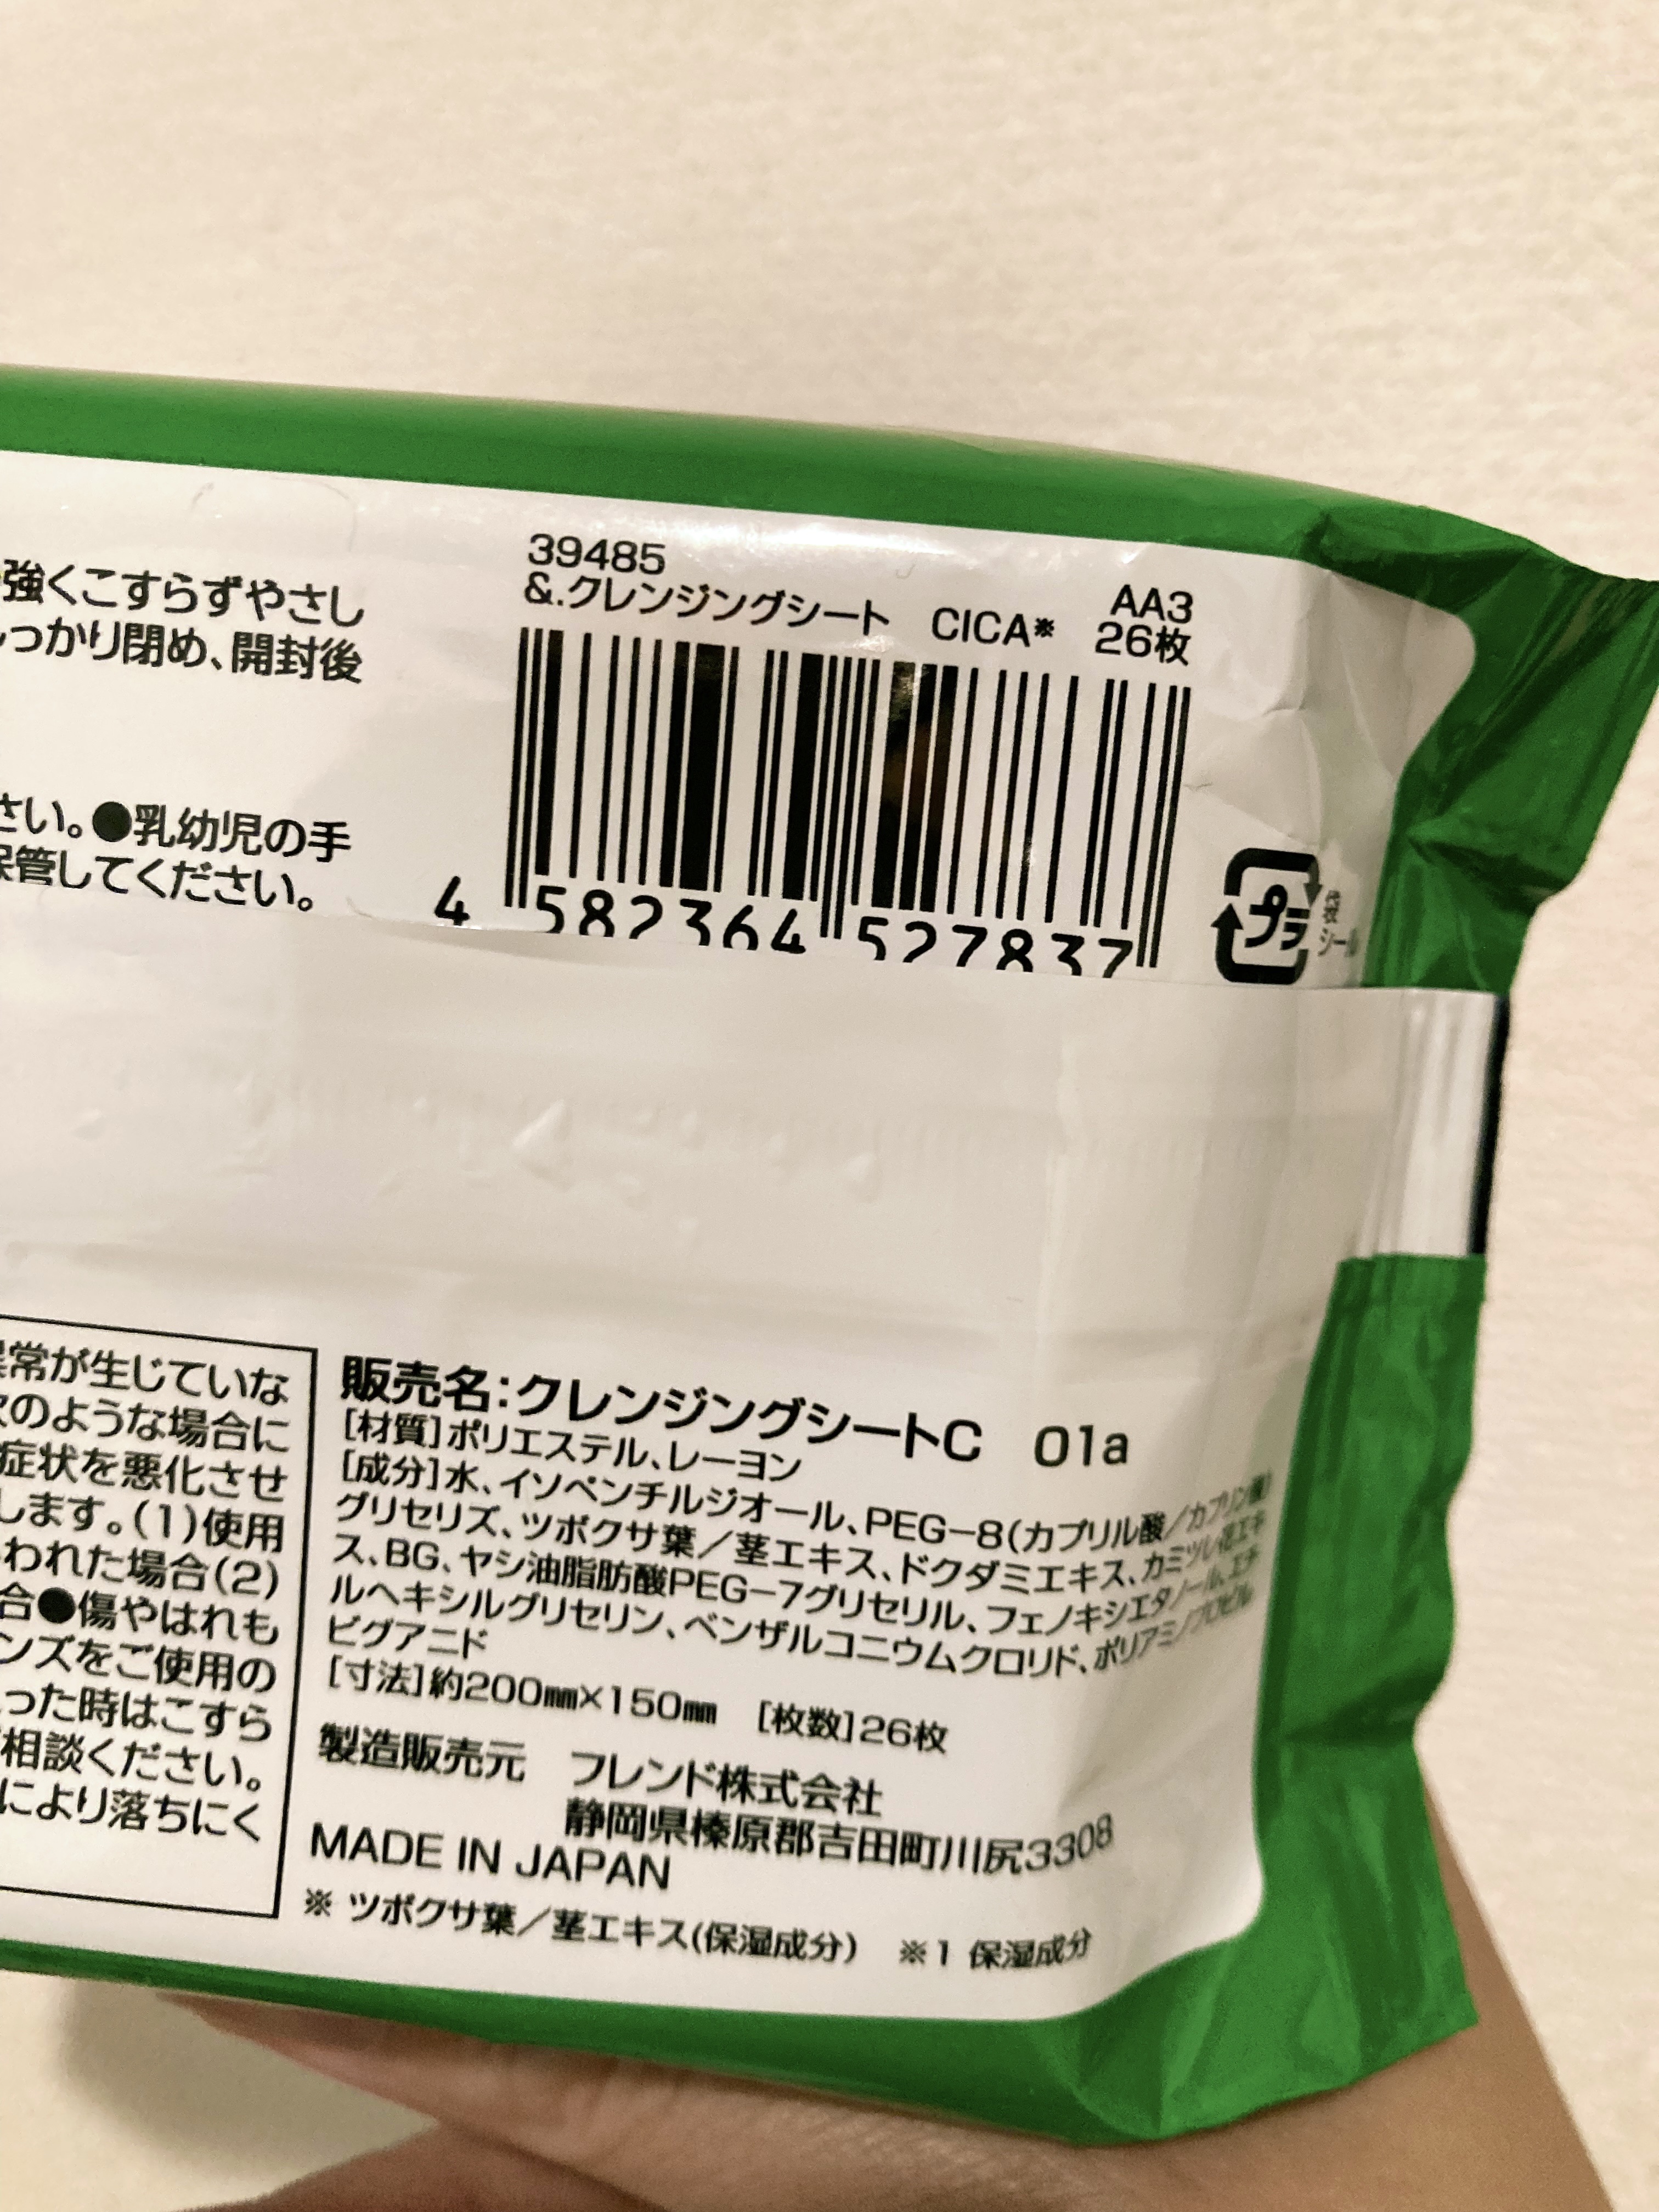 強くこすらずやさし
っかり閉め、開封後
さい。●乳幼児の手
保管してください。
39485
&.クレンジングシート CICA※ AA3
26枚
4 582364 527837
プラ
袋
シール
異常が生じていな
次のような場合に
症状を悪化させ
します。(1)使用
われた場合(2)
合●傷やはれも
ンズをご使用の
った時はこすら
相談ください。
により落ちにく
販売名:クレンジングシートC 01a
[材質]ポリエステル、レーヨン
[成分]水、イソペンチルジオール、PEG-8(カプリル酸/カプリン酸)
グリセリズ、ツボクサ葉/茎エキス、ドクダミエキス、カミツレ花エキ
ス、BG、ヤシ油脂肪酸PEG-7グリセリル、フェノキシエタノール、エチ
ルヘキシルグリセリン、ベンザルコニウムクロリド、ポリアミノプロピル
ビグアニド
[寸法]約200㎜×150㎜ [枚数]26枚
製造販売元 フレンド株式会社
静岡県榛原郡吉田町川尻3308
MADE IN JAPAN
※ ツボクサ葉/茎エキス(保湿成分) ※1 保湿成分